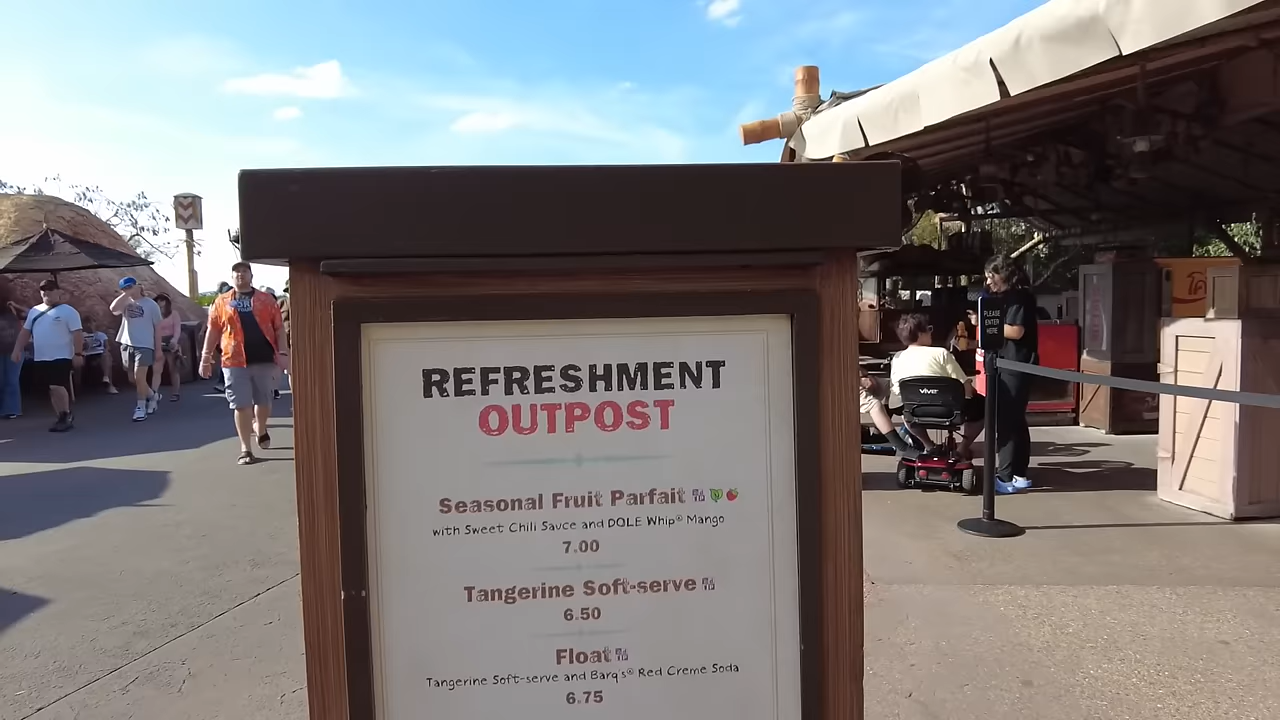 REFRESHMENT
OUTPOST
Seasonal Fruit Parfait
with Sweet Chili Sauce and DOLE Whip® Mango
7.00
Tangerine Soft-serve
6.50
Float
Tangerine Soft-serve and Barq's® Red Creme Soda
6.75
PLEASE
ENTER
HERE
vive